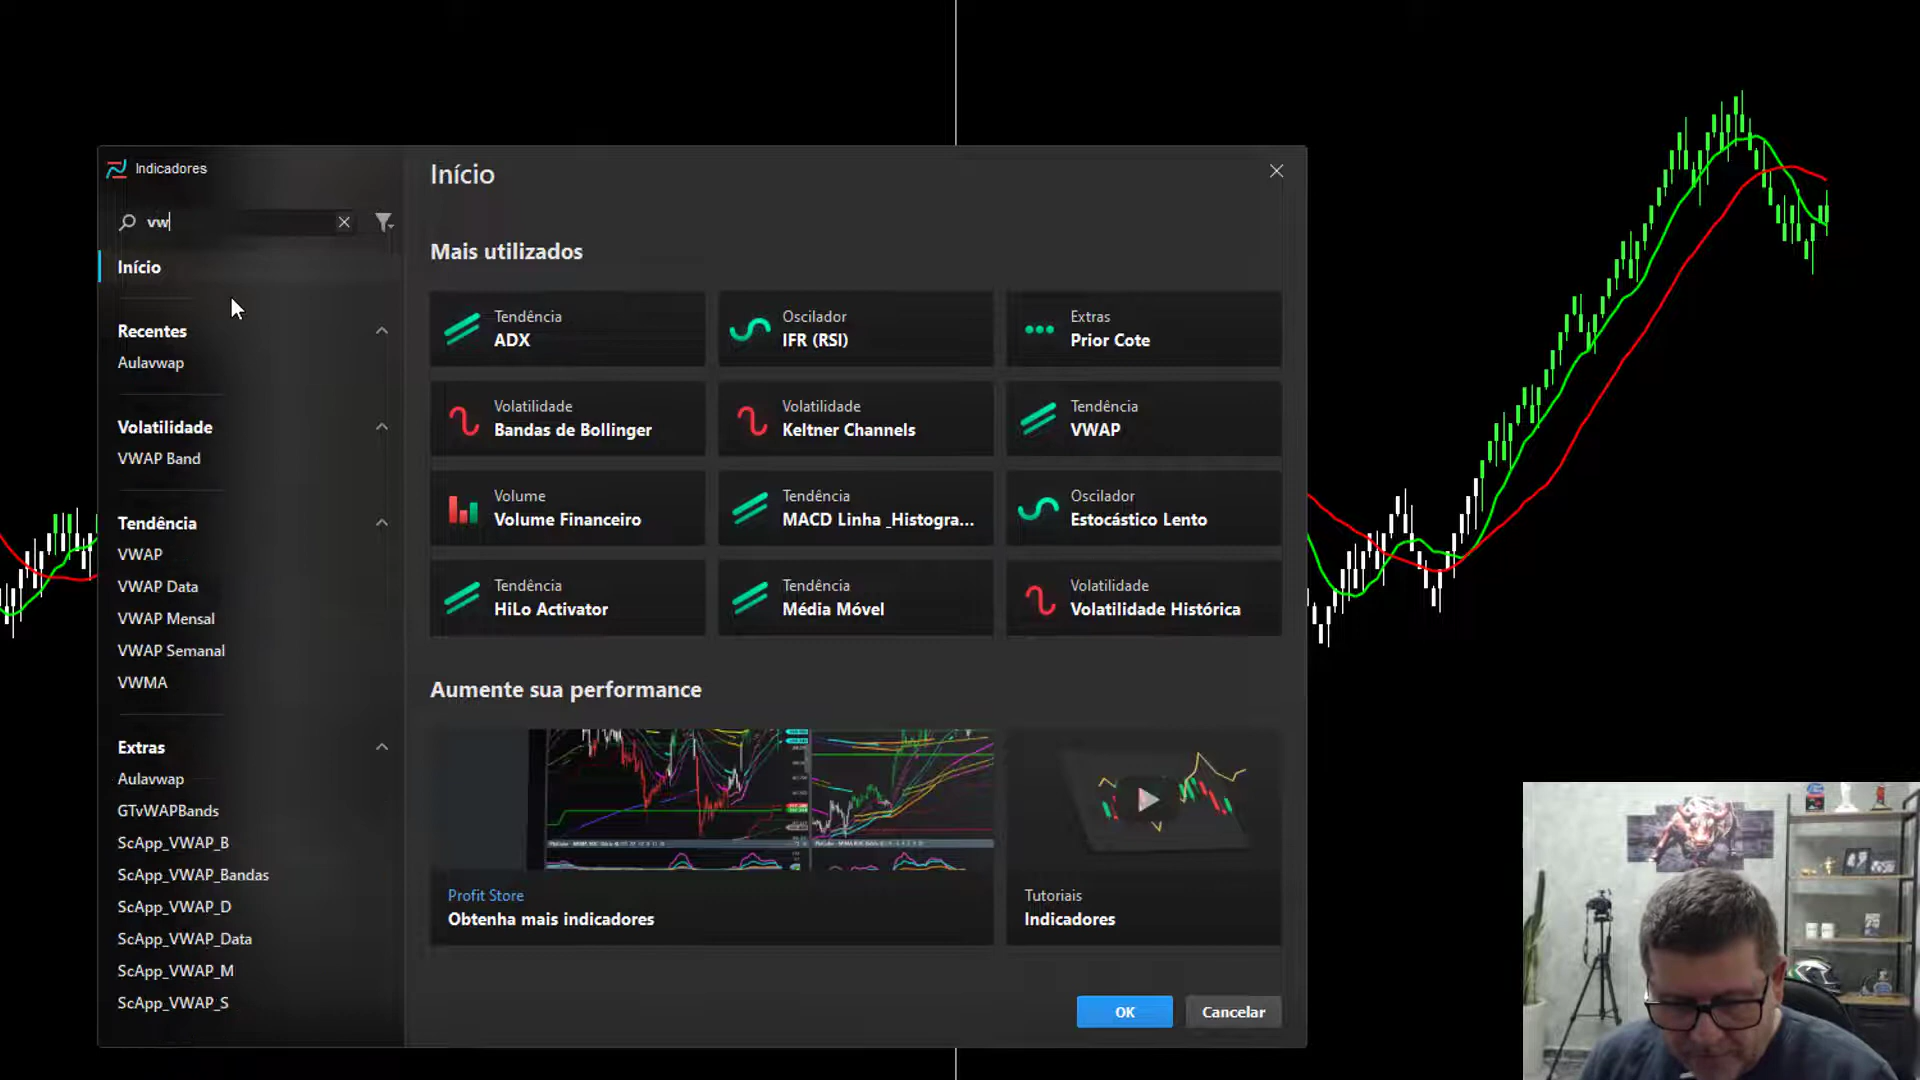 Indicadores
vw
Início
Recentes
Aulavwap
Volatilidade
VWAP Band
Tendência
VWAP
VWAP Data
VWAP Mensal
VWAP Semanal
VWMA
Extras
Aulavwap
GTvWAPBands
ScApp_VWAP_B
ScApp_VWAP_Bandas
ScApp_VWAP_D
ScApp_VWAP_Data
ScApp_VWAP_M
ScApp_VWAP_S
Início
Mais utilizados
Tendência
ADX
Oscilador
IFR (RSI)
Extras
Prior Cote
Volatilidade
Bandas de Bollinger
Volatilidade
Keltner Channels
Tendência
VWAP
Volume
Volume Financeiro
Tendência
MACD Linha _Histogra...
Oscilador
Estocástico Lento
Tendência
HiLo Activator
Tendência
Média Móvel
Volatilidade
Volatilidade Histórica
Aumente sua performance
Profit Store
Obtenha mais indicadores
Tutoriais
Indicadores
OK
Cancelar